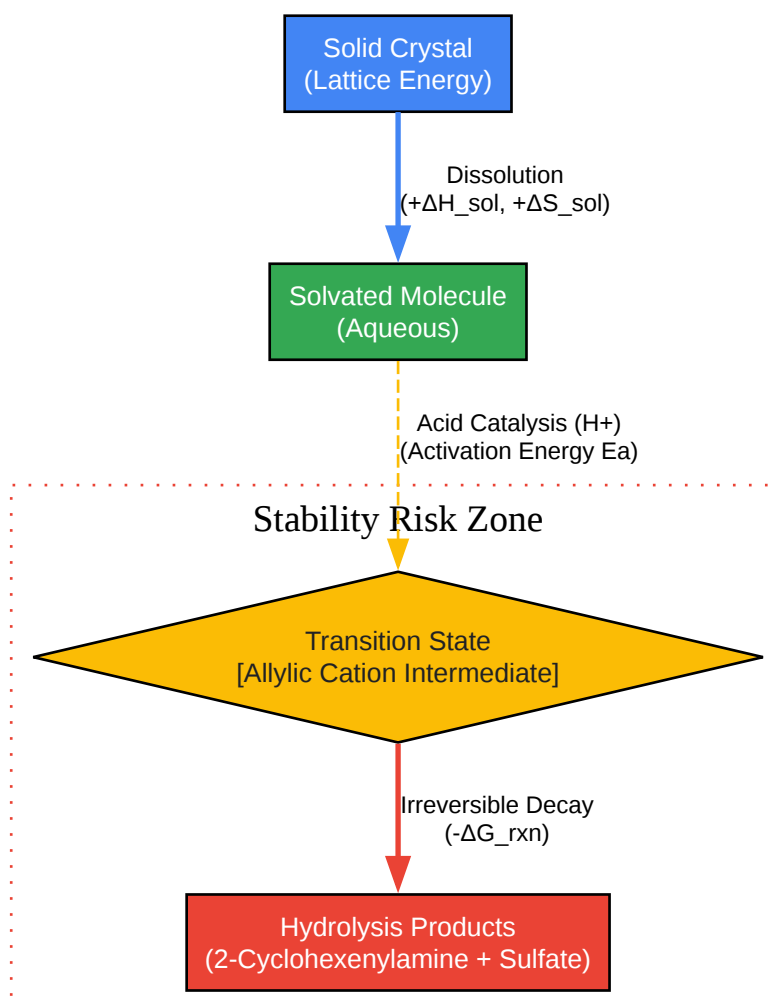 Solid Crystal
(Lattice Energy)
Dissolution
(+ΔH_sol, +ΔS_sol)
Solvated Molecule
(Aqueous)
Acid Catalysis (H+)
(Activation Energy Ea)
Stability Risk Zone
Transition State
[Allylic Cation Intermediate]
Irreversible Decay
(-ΔG_rxn)
Hydrolysis Products
(2-Cyclohexenylamine + Sulfate)